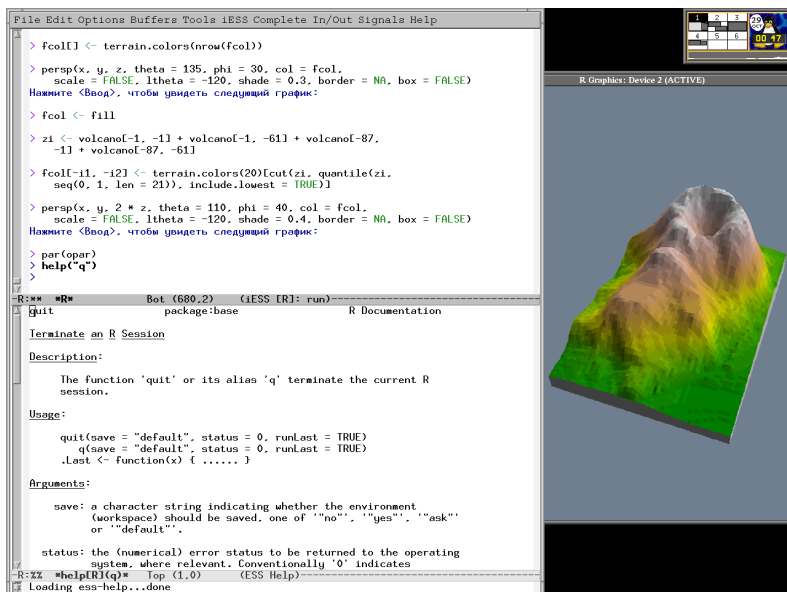 File Edit Options Buffers Tools iESS Complete In/Out Signals Help
> fcol[] <- terrain.colors(nrow(fcol))
> persp(x, y, z, theta = 135, phi = 30, col = fcol,
scale = FALSE, ltheta = -120, shade = 0.3, border = NA, box = FALSE)
Нажмите <Ввод>, чтобы увидеть следующий график:
> fcol <- fill
> zi <- volcano[-1, -1] + volcano[-1, -61] + volcano[-87,
-1] + volcano[-87, -61]
> fcol[-i1, -i2] <- terrain.colors(20)[cut(zi, quantile(zi,
seq(0, 1, len = 21)), include.lowest = TRUE)]
> persp(x, y, 2 * z, theta = 110, phi = 40, col = fcol,
scale = FALSE, ltheta = -120, shade = 0.4, border = NA, box = FALSE)
Нажмите <Ввод>, чтобы увидеть следующий график:
> par(opar)
> help("q")
>
-R:** *R* Bot (680,2) (iESS [R]: run)
quit package:base R Documentation
Terminate an R Session
Description:
The function 'quit' or its alias 'q' terminate the current R
session.
Usage:
quit(save = "default", status = 0, runLast = TRUE)
q(save = "default", status = 0, runLast = TRUE)
.Last <- function(x) { ...... }
Arguments:
save: a character string indicating whether the environment
(workspace) should be saved, one of '"no"', '"yes"', '"ask"'
or '"default"'.
status: the (numerical) error status to be returned to the operating
system, where relevant. Conventionally '0' indicates
-R:%% *help[R](q)* Top (1,0) (ESS Help)
Loading ess-help...done
1 2 3
4 5 6
29
OCT
00 47
R Graphics: Device 2 (ACTIVE)